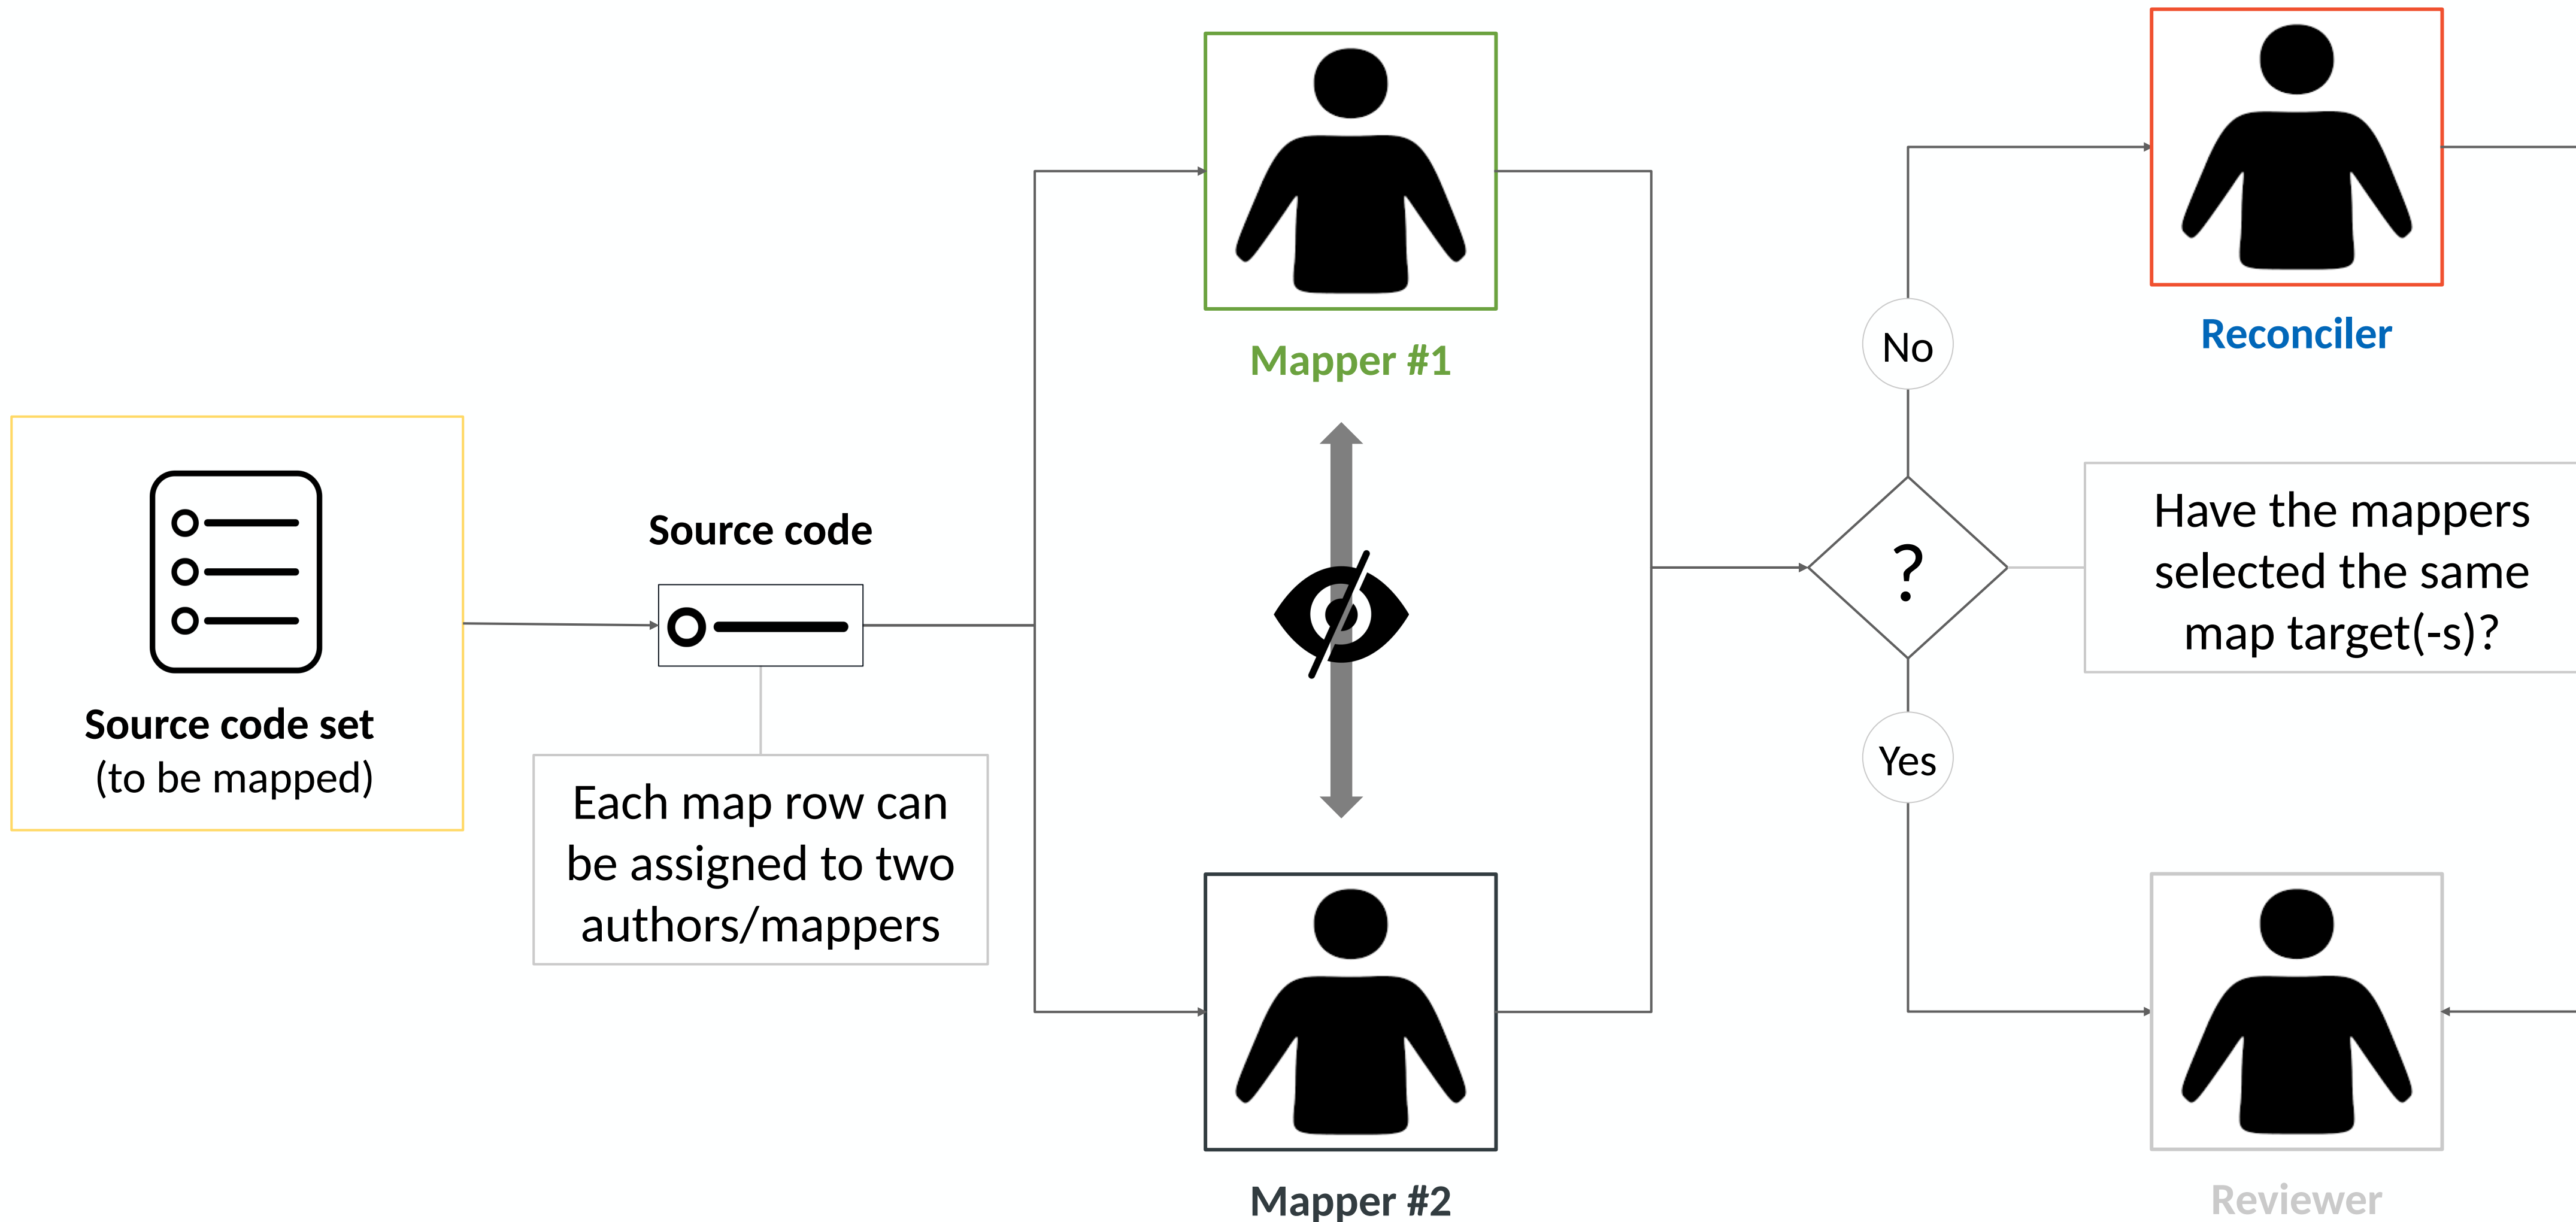 Source code set
(to be mapped)
Source code
Each map row can
be assigned to two
authors/mappers
Mapper #1
Mapper #2
No
?
Yes
Reconciler
Have the mappers
selected the same
map target(-s)?
Reviewer